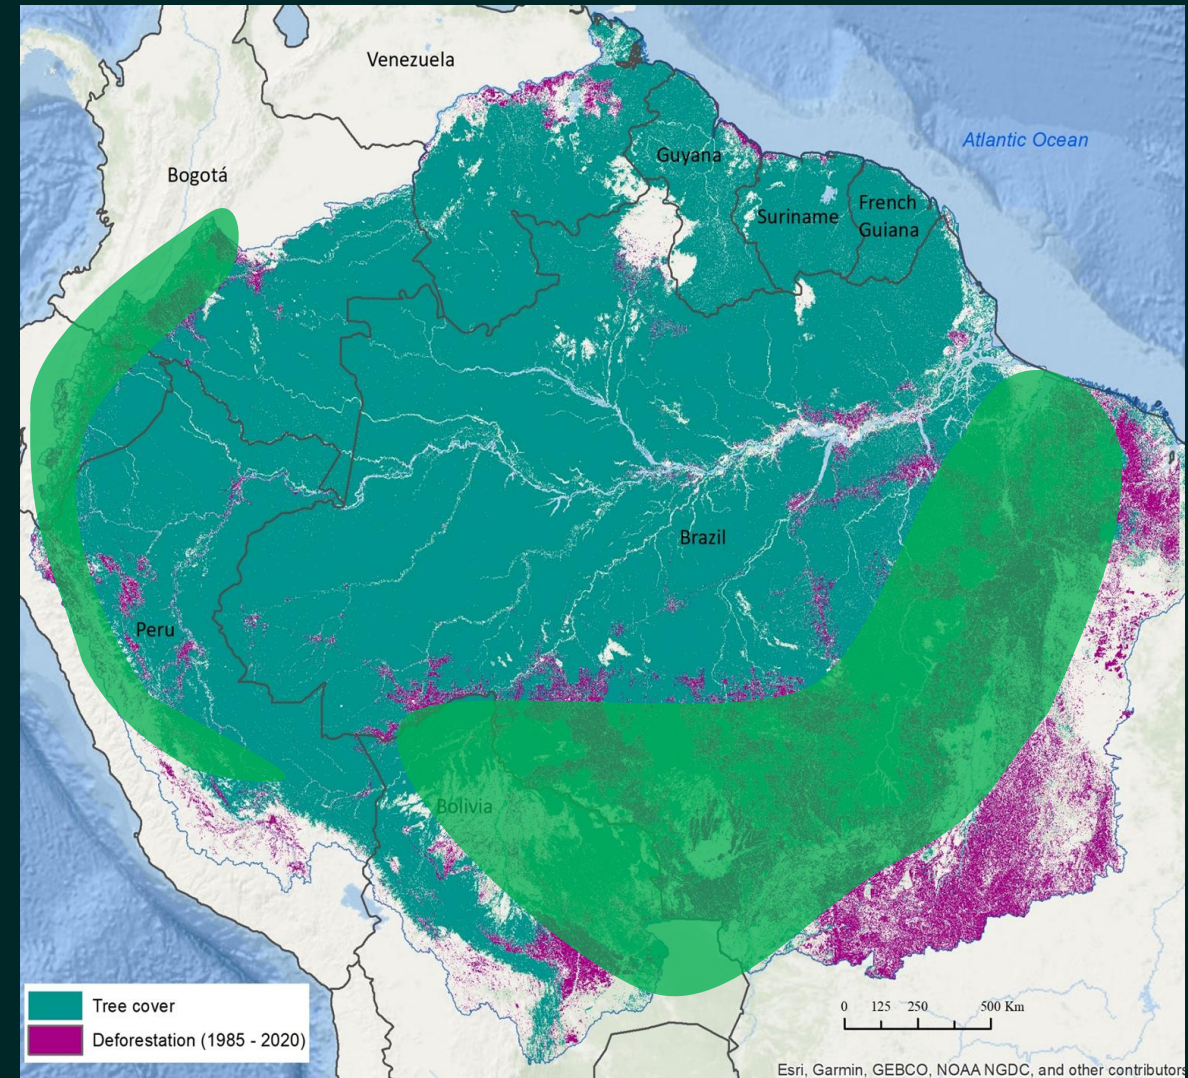 Venezuela
Atlantic Ocean
Guyana
Bogotá
Suriname
French
Guiana
Brazil
Peru
Bolivia
Tree cover
Deforestation (1985 - 2020)
0 125 250 500 Km
Esri, Garmin, GEBCO, NOAA NGDC, and other contributors